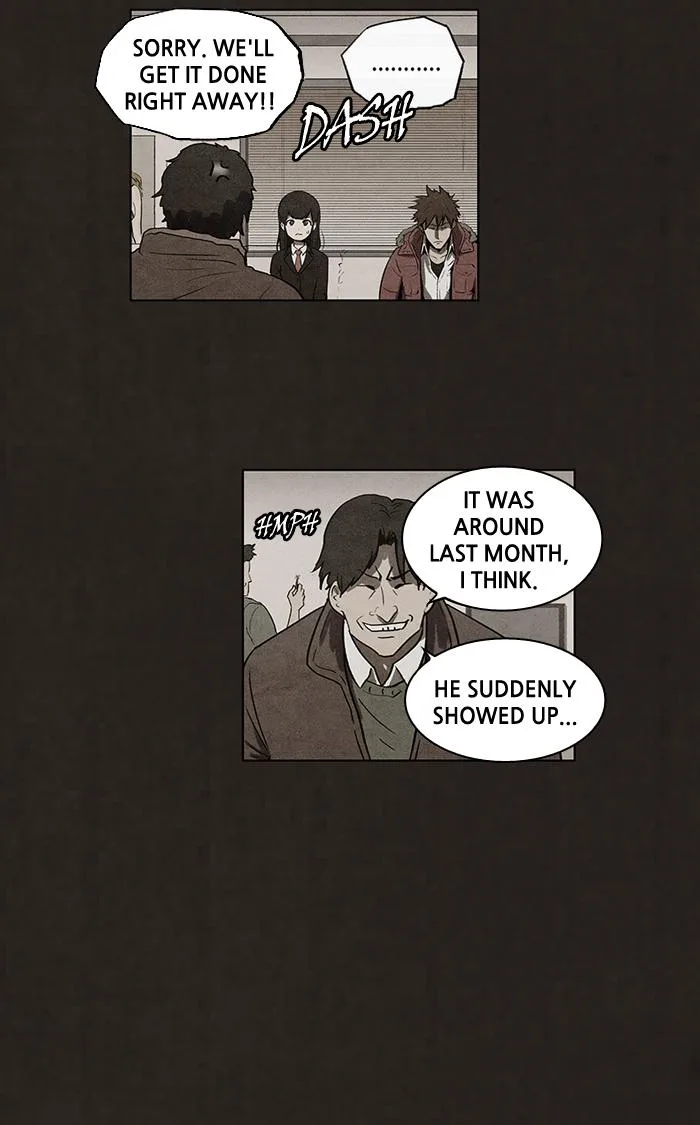 SORRY. WE'LL
GET IT DONE
RIGHT AWAY!!
...........
DASH
HMPH
IT WAS
AROUND
LAST MONTH,
I THINK.
HE SUDDENLY
SHOWED UP...